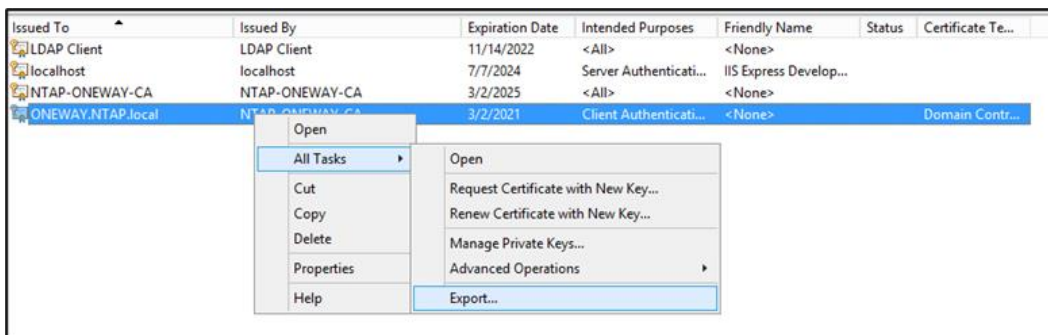 Issued To Issued By Expiration Date Intended Purposes Friendly Name Status Certificate Te...
LDAP Client LDAP Client 11/14/2022 <All> <None>
localhost localhost 7/7/2024 Server Authenticati... IIS Express Develop...
NTAP-ONEWAY-CA NTAP-ONEWAY-CA 3/2/2025 <All> <None>
ONEWAY.NTAP.local NTAP-ONEWAY-CA 3/2/2021 Client Authenticati... <None> Domain Contr...
Open
All Tasks
Cut
Copy
Delete
Properties
Help
Open
Request Certificate with New Key...
Renew Certificate with New Key...
Manage Private Keys...
Advanced Operations
Export...